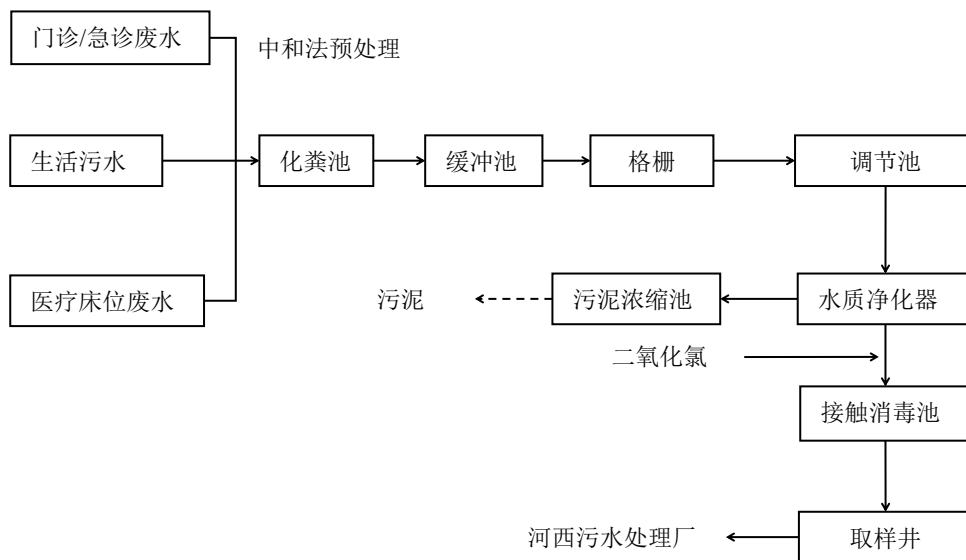 门诊/急诊废水
中和法预处理
生活污水
化粪池
缓冲池
格栅
调节池
医疗床位废水
污泥
污泥浓缩池
水质净化器
二氧化氯
接触消毒池
河西污水处理厂
取样井